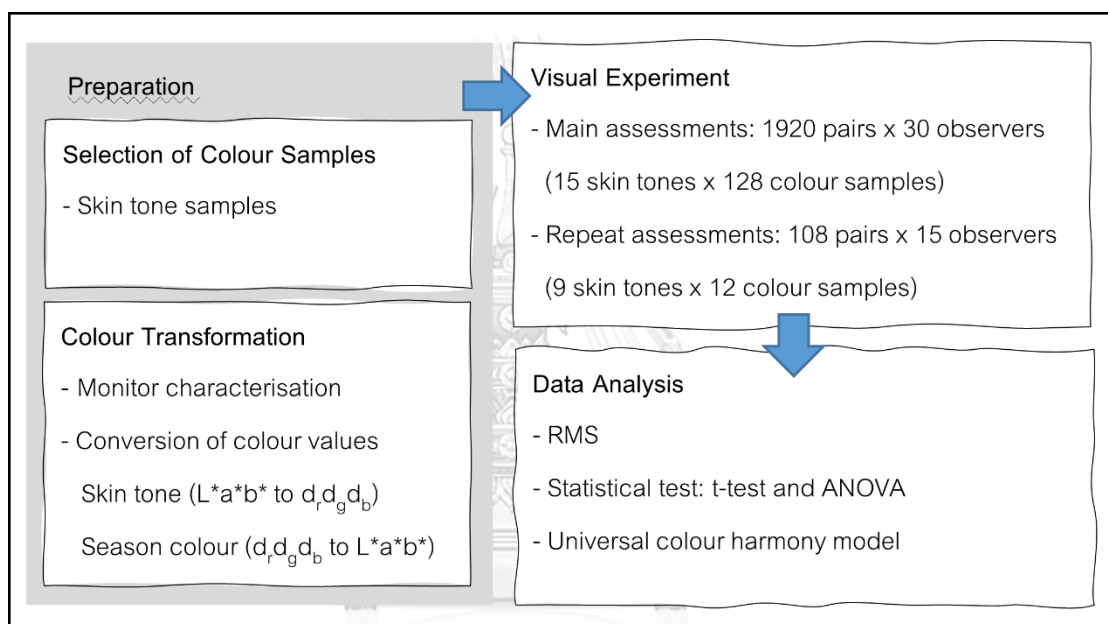 Preparation
Selection of Colour Samples
- Skin tone samples
Colour Transformation
- Monitor characterisation
- Conversion of colour values
Skin tone (L*a*b* to d_rd_gd_b)
Season colour (d_rd_gd_b to L*a*b*)
Visual Experiment
- Main assessments: 1920 pairs x 30 observers
(15 skin tones x 128 colour samples)
- Repeat assessments: 108 pairs x 15 observers
(9 skin tones x 12 colour samples)
Data Analysis
- RMS
- Statistical test: t-test and ANOVA
- Universal colour harmony model